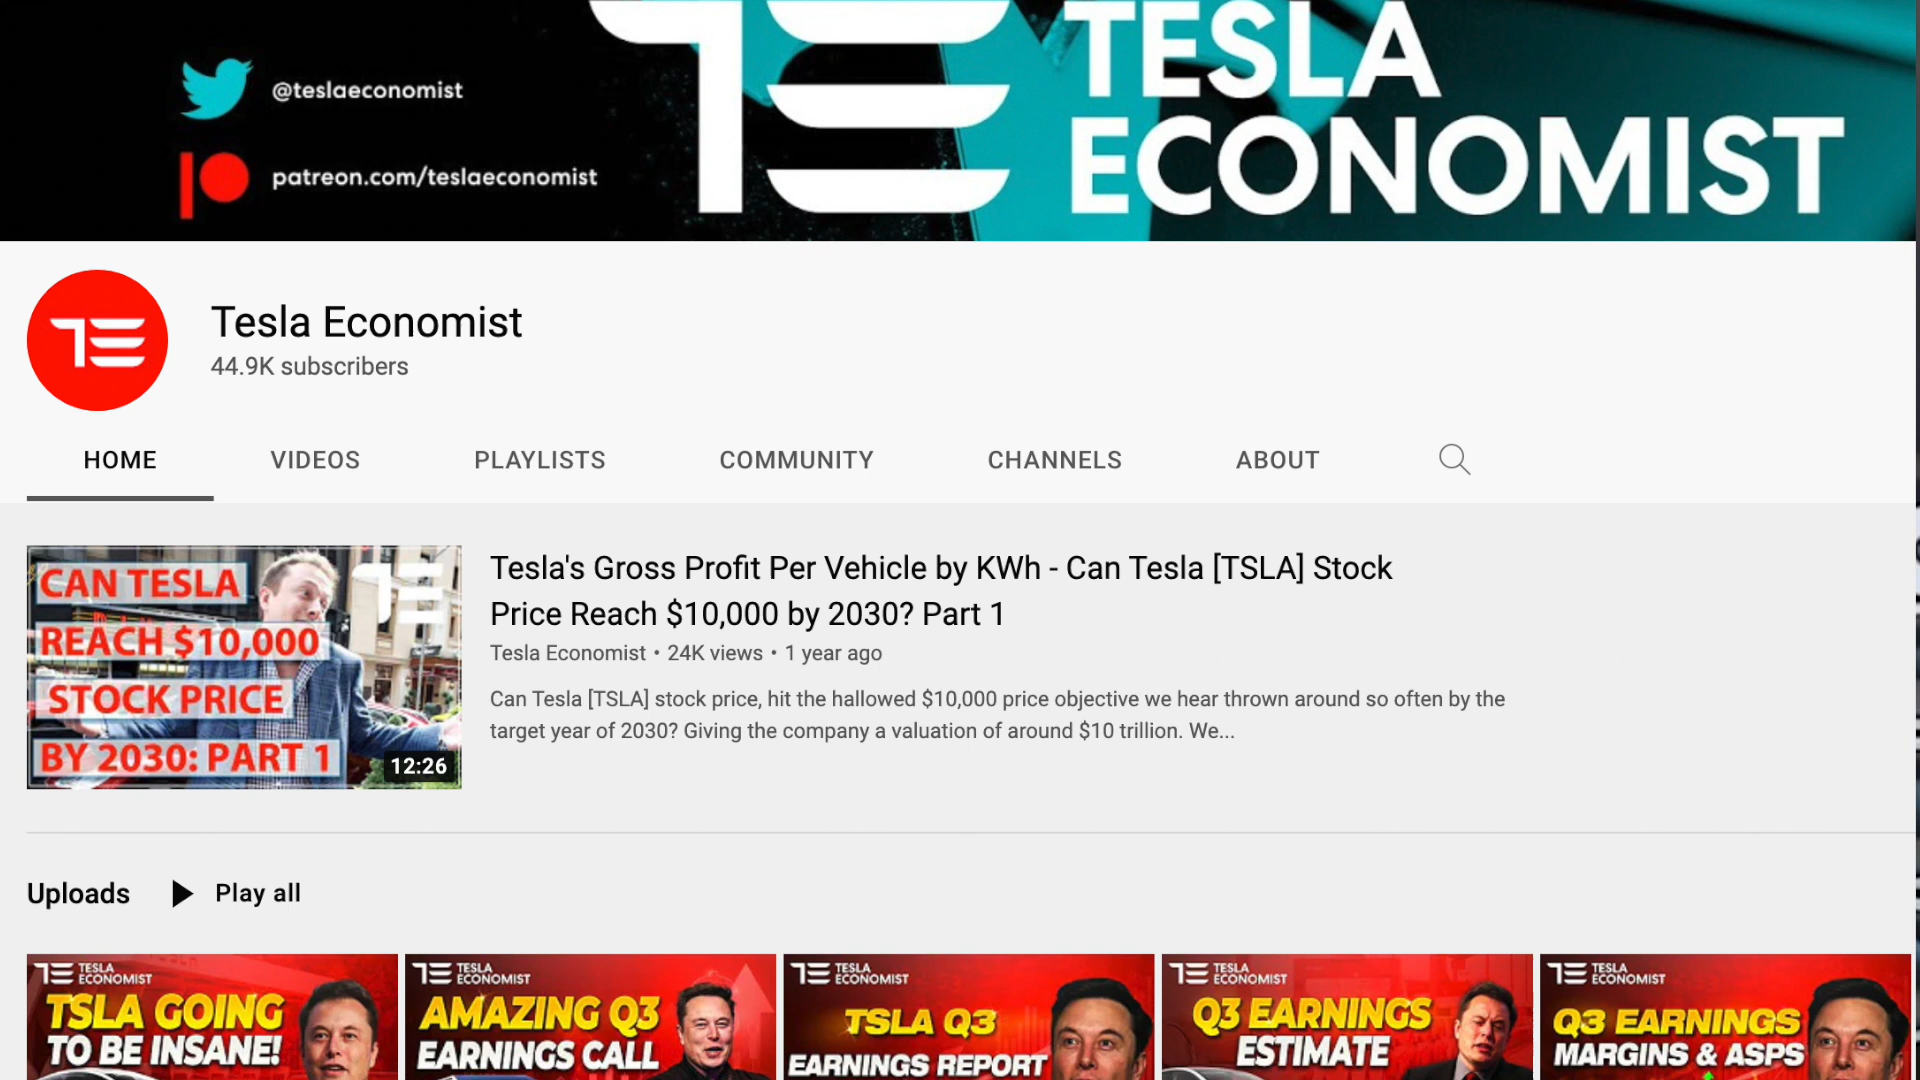 @teslaeconomist
patreon.com/teslaeconomist
TESLA
ECONOMIST
Tesla Economist
44.9K subscribers
HOME VIDEOS PLAYLISTS COMMUNITY CHANNELS ABOUT
CAN TESLA
REACH $10,000
STOCK PRICE
BY 2030: PART 1
12:26
Tesla's Gross Profit Per Vehicle by KWh - Can Tesla [TSLA] Stock
Price Reach $10,000 by 2030? Part 1
Tesla Economist • 24K views • 1 year ago
Can Tesla [TSLA] stock price, hit the hallowed $10,000 price objective we hear thrown around so often by the
target year of 2030? Giving the company a valuation of around $10 trillion. We...
Uploads Play all
TESLA
ECONOMIST
TSLA GOING
TO BE INSANE!
TESLA
ECONOMIST
AMAZING Q3
EARNINGS CALL
TESLA
ECONOMIST
TSLA Q3
EARNINGS REPORT
TESLA
ECONOMIST
Q3 EARNINGS
ESTIMATE
TESLA
ECONOMIST
Q3 EARNINGS
MARGINS & ASPS